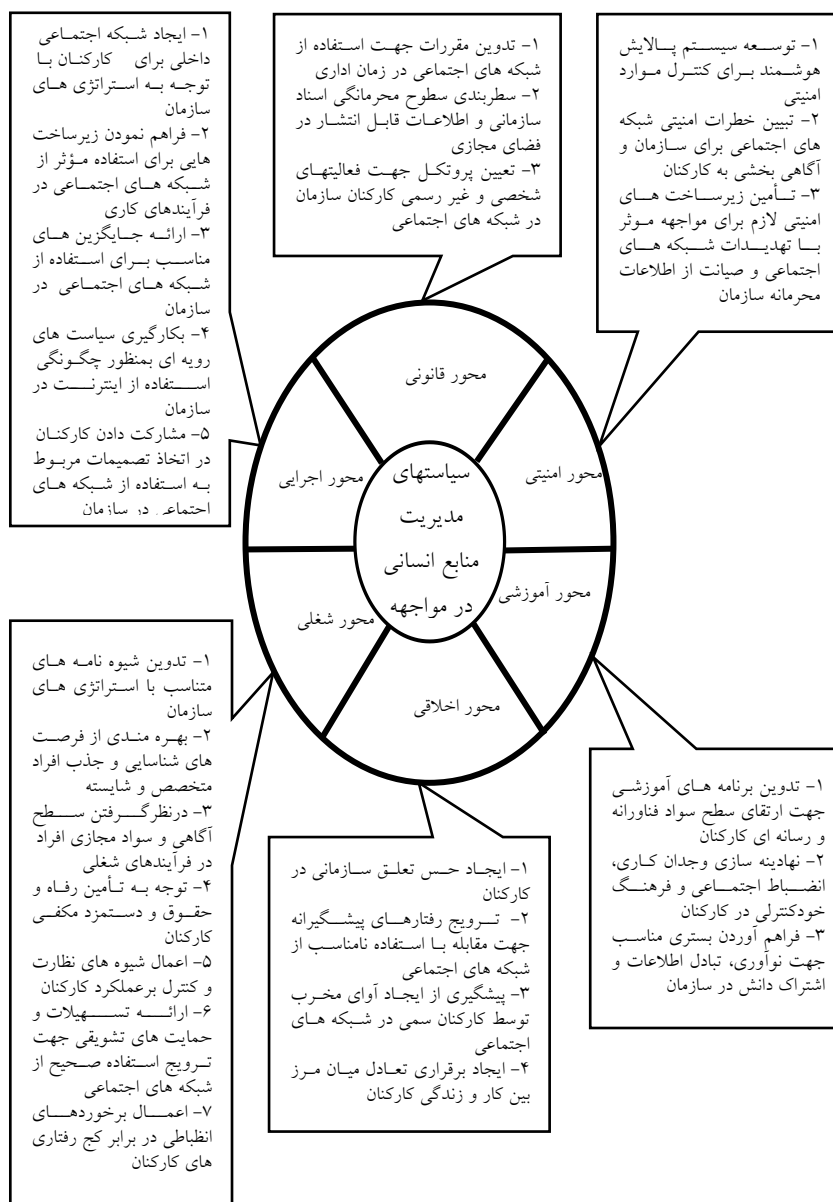 ۱- توسعه سیستم پالایش
هوشمند برای کنترل موارد
امنیتی
۲- تبیین خطرات امنیتی شبکه
های اجتماعی برای سازمان و
آگاهی بخشی به کارکنان
۳- تأمین زیرساخت های
امنیتی لازم برای مواجهه موثر
با تهدیدات شبکه های
اجتماعی و صیانت از اطلاعات
محرمانه سازمان
۱- تدوین مقررات جهت استفاده از
شبکه های اجتماعی در زمان اداری
۲- سطربندی سطوح محرمانگی اسناد
سازمانی و اطلاعات قابل انتشار در
فضای مجازی
۳- تعیین پروتکل جهت فعالیتهای
شخصی و غیر رسمی کارکنان سازمان
در شبکه های اجتماعی
۱- ایجاد شبکه اجتماعی
داخلی برای کارکنان با
توجه به استراتژی های
سازمان
۲- فراهم نمودن زیرساخت
هایی برای استفاده مؤثر از
شبکه های اجتماعی در
فرآیندهای کاری
۳- ارائه جایگزین های
مناسب برای استفاده از
شبکه های اجتماعی در
سازمان
۴- بکارگیری سیاست های
رویه ای بمنظور چگونگی
استفاده از اینترنت در
سازمان
۵- مشارکت دادن کارکنان
در اتخاذ تصمیمات مربوط
به استفاده از شبکه های
اجتماعی در سازمان
محور قانونی
محور امنیتی
محور اجرایی
سیاستهای
مدیریت
منابع انسانی
در مواجهه
محور آموزشی
محور شغلی
محور اخلاقی
۱- تدوین برنامه های آموزشی
جهت ارتقای سطح سواد فناورانه
و رسانه ای کارکنان
۲- نهادینه سازی وجدان کاری،
انضباط اجتماعی و فرهنگ
خودکنترلی در کارکنان
۳- فراهم آوردن بستری مناسب
جهت نوآوری، تبادل اطلاعات و
اشتراک دانش در سازمان
۱- ایجاد حس تعلق سازمانی در
کارکنان
۲- ترویج رفتارهای پیشگیرانه
جهت مقابله با استفاده نامناسب از
شبکه های اجتماعی
۳- پیشگیری از ایجاد آوای مخرب
توسط کارکنان سمی در شبکه های
اجتماعی
۴- ایجاد برقراری تعادل میان مرز
بین کار و زندگی کارکنان
۱- تدوین شیوه نامه های
متناسب با استراتژی های
سازمان
۲- بهره مندی از فرصت
های شناسایی و جذب افراد
متخصص و شایسته
۳- درنظرگرفتن سطح
آگاهی و سواد مجازی افراد
در فرآیندهای شغلی
۴- توجه به تأمین رفاه و
حقوق و دستمزد مکفی
کارکنان
۵- اعمال شیوه های نظارت
و کنترل برعملکرد کارکنان
۶- ارائه تسهیلات و
حمایت های تشویقی جهت
ترویج استفاده صحیح از
شبکه های اجتماعی
۷- اعمال برخوردهای
انظباطی در برابر کج رفتاری
های کارکنان